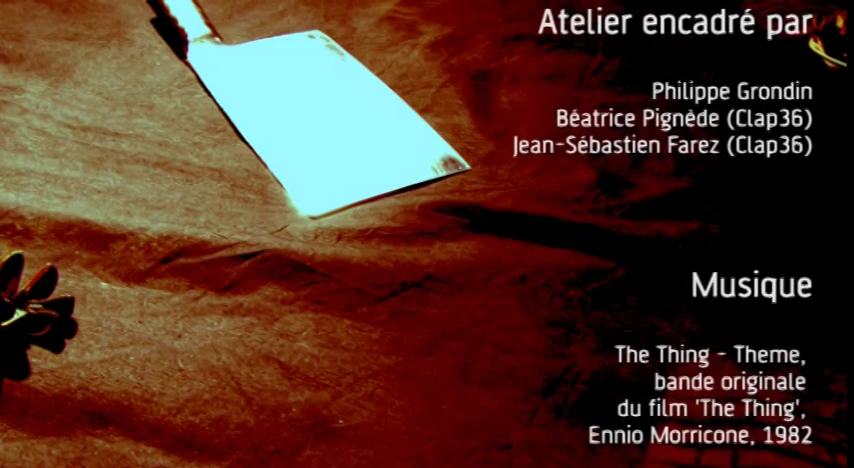 Atelier encadré par
Philippe Grondin
Béatrice Pignède (Clap36)
Jean-Sébastien Farez (Clap36)
Musique
The Thing - Theme,
bande originale
du film 'The Thing',
Ennio Morricone, 1982